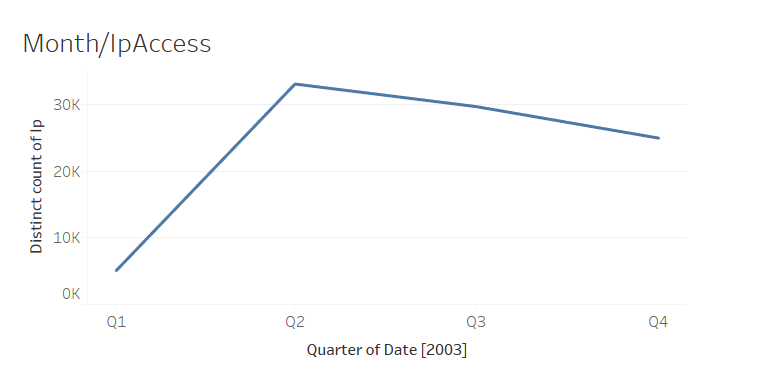 Month/IpAccess
Distinct count of Ip
30K
20K
10K
0K
Q1 Q2 Q3 Q4
Quarter of Date [2003]